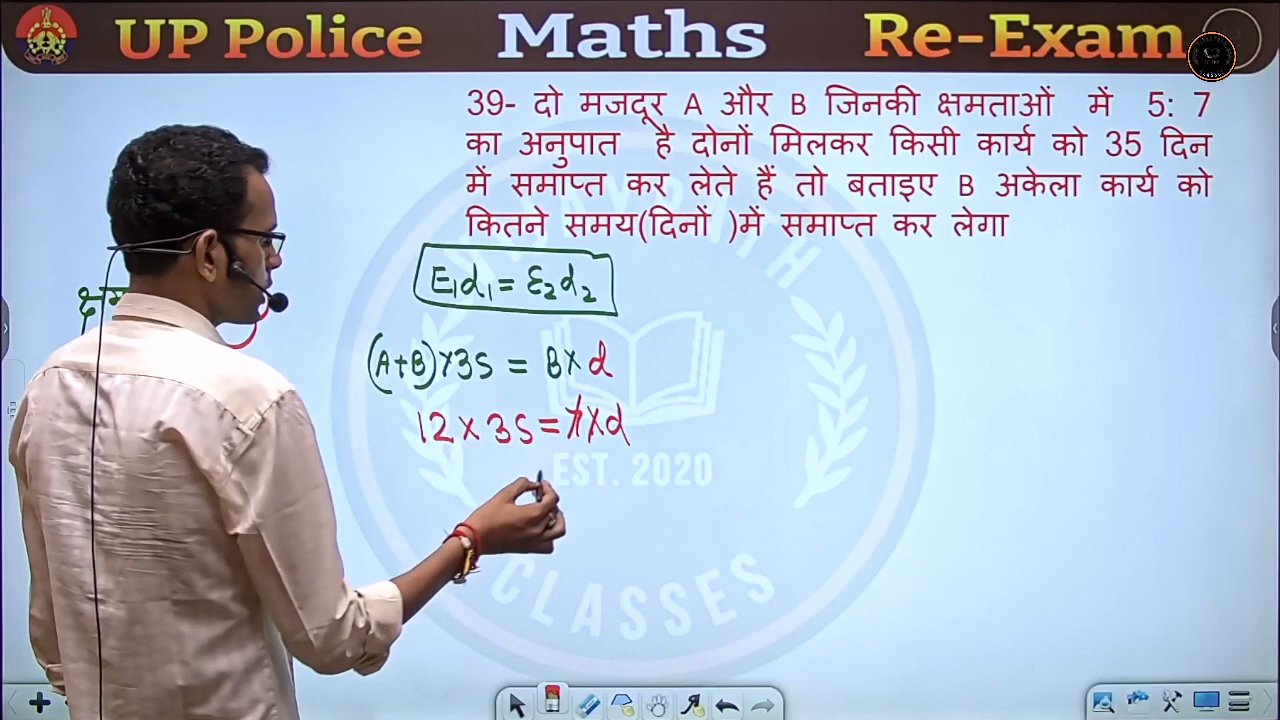 UP Police Maths Re-Exam
39- दो मजदूर A और B जिनकी क्षमताओं में 5: 7
का अनुपात है दोनों मिलकर किसी कार्य को 35 दिन
में समाप्त कर लेते हैं तो बताइए B अकेला कार्य को
कितने समय(दिनों )में समाप्त कर लेगा
E₁d₁ = E₂d₂
(A+B)×35 = B×d
12×35=7×d
EST. 2020
CLASSES